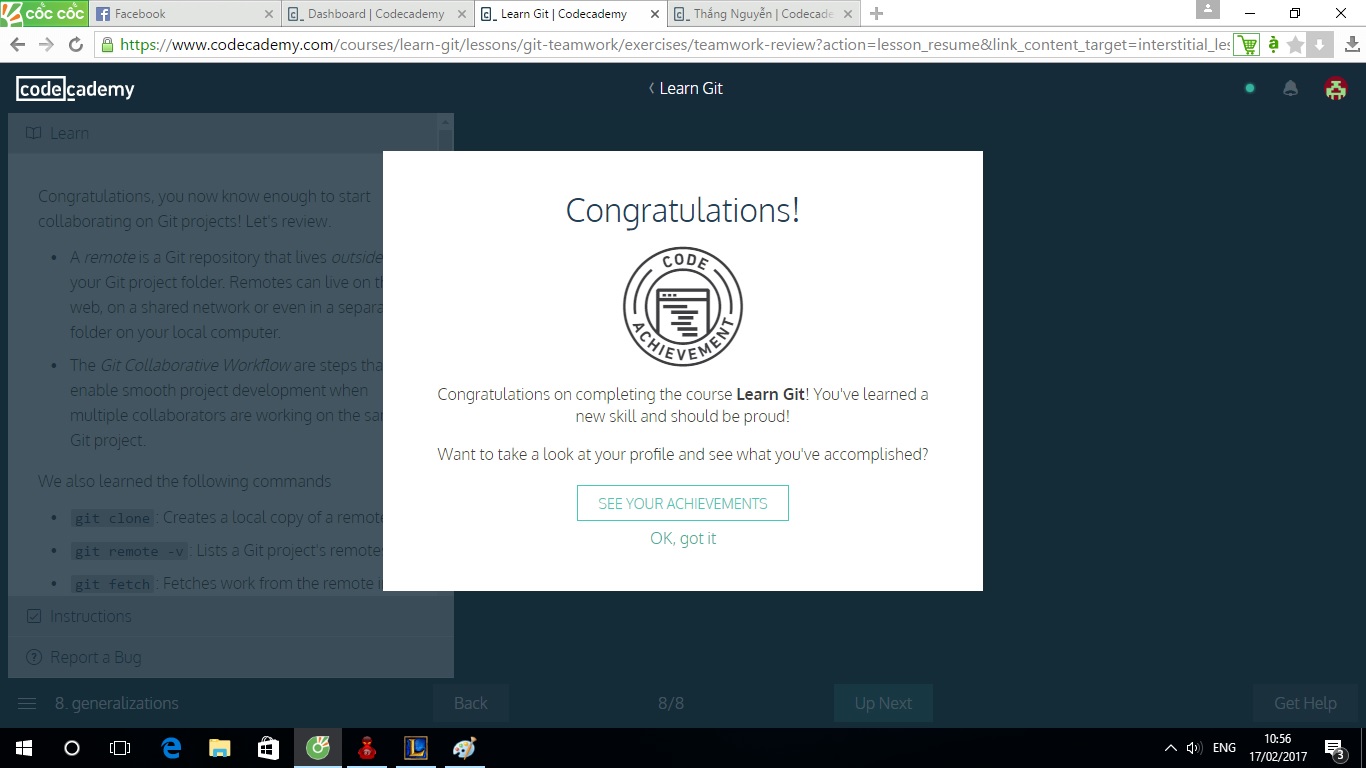 cốc cốc
Facebook
Dashboard | Codecademy
Learn Git | Codecademy
Thắng Nguyễn | Codecade
https://www.codecademy.com/courses/learn-git/lessons/git-teamwork/exercises/teamwork-review?action=lesson_resume&link_content_target=interstitial_les
codecademy
Learn Git
Learn
Congratulations, you now know enough to start
collaborating on Git projects! Let's review.
A remote is a Git repository that lives outside
your Git project folder. Remotes can live on th
web, on a shared network or even in a separa
folder on your local computer.
The Git Collaborative Workflow are steps tha
enable smooth project development when
multiple collaborators are working on the sa
Git project.
We also learned the following commands
git clone: Creates a local copy of a remote
git remote -v: Lists a Git project's remotes
git fetch: Fetches work from the remote i
Instructions
Report a Bug
Congratulations!
CODE
ACHIEVEMENT
Congratulations on completing the course Learn Git! You've learned a
new skill and should be proud!
Want to take a look at your profile and see what you've accomplished?
SEE YOUR ACHIEVEMENTS
OK, got it
8. generalizations
Back
8/8
Up Next
Get Help
ENG
10:56
17/02/2017
3